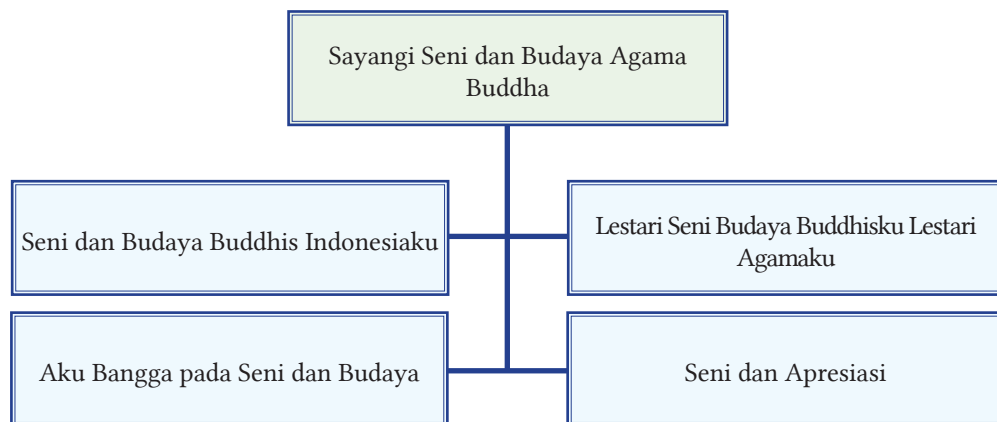 Sayangi Seni dan Budaya Agama
Buddha
Seni dan Budaya Buddhis Indonesiaku
Lestari Seni Budaya Buddhisku Lestari
Agamaku
Aku Bangga pada Seni dan Budaya
Seni dan Apresiasi